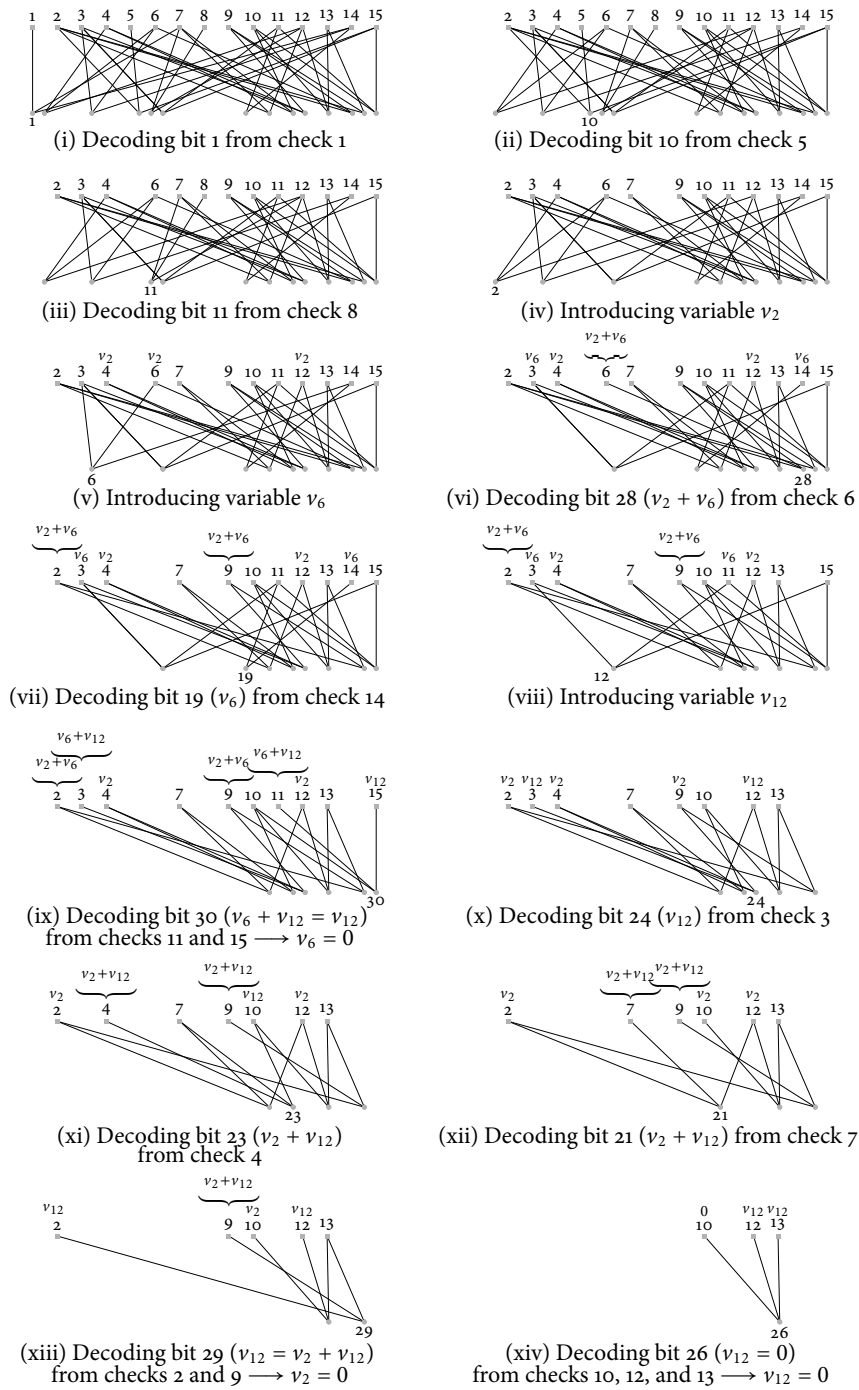 1 2 3 4 5 6 7 8 9 10 11 12 13 14 15
1
(i) Decoding bit 1 from check 1
2 3 4 5 6 7 8 9 10 11 12 13 14 15
10
(ii) Decoding bit 10 from check 5
2 3 4 6 7 8 9 10 11 12 13 14 15
11
(iii) Decoding bit 11 from check 8
2 3 4 6 7 9 10 11 12 13 14 15
2
(iv) Introducing variable v₂
v₂ v₂ v₂
2 3 4 6 7 9 10 11 12 13 14 15
6
(v) Introducing variable v₆
v₂+v₆
v₆ v₂ v₂ v₆
2 3 4 6 7 9 10 11 12 13 14 15
28
(vi) Decoding bit 28 (v₂ + v₆) from check 6
v₂+v₆ v₂+v₆
v₆ v₂ v₂ v₆
2 3 4 7 9 10 11 12 13 14 15
19
(vii) Decoding bit 19 (v₆) from check 14
v₂+v₆ v₂+v₆
v₆ v₂ v₆ v₂
2 3 4 7 9 10 11 12 13 15
12
(viii) Introducing variable v₁₂
v₆+v₁₂
v₂+v₆ v₂+v₆ v₆+v₁₂
v₂ v₂ v₁₂
2 3 4 7 9 10 11 12 13 15
30
(ix) Decoding bit 30 (v₆ + v₁₂ = v₁₂)
from checks 11 and 15 ⟶ v₆ = 0
v₂ v₁₂ v₂ v₂ v₁₂
2 3 4 7 9 10 12 13
24
(x) Decoding bit 24 (v₁₂) from check 3
v₂+v₁₂ v₂+v₁₂
v₂ v₁₂ v₂
2 4 7 9 10 12 13
23
(xi) Decoding bit 23 (v₂ + v₁₂)
from check 4
v₂+v₁₂ v₂+v₁₂
v₂ v₂ v₂
2 7 9 10 12 13
21
(xii) Decoding bit 21 (v₂ + v₁₂) from check 7
v₂+v₁₂
v₁₂ v₂ v₁₂
2 9 10 12 13
29
(xiii) Decoding bit 29 (v₁₂ = v₂ + v₁₂)
from checks 2 and 9 ⟶ v₂ = 0
0 v₁₂ v₁₂
10 12 13
26
(xiv) Decoding bit 26 (v₁₂ = 0)
from checks 10, 12, and 13 ⟶ v₁₂ = 0